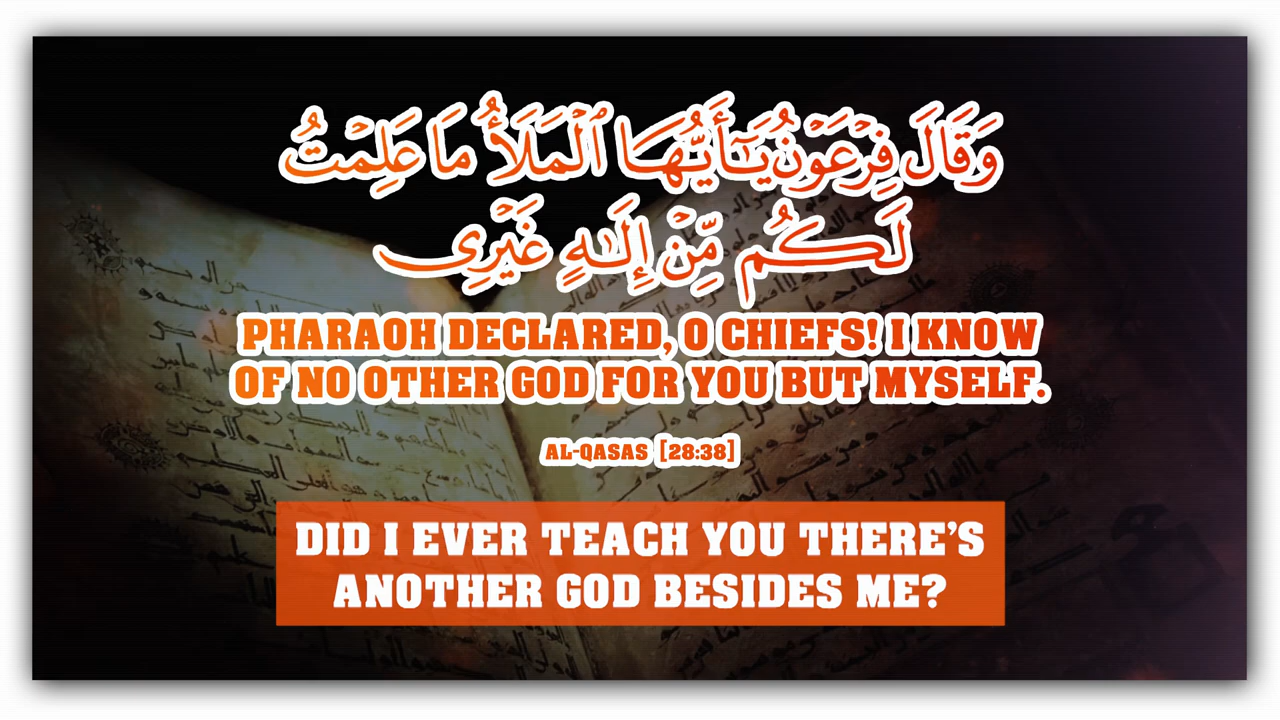 وَقَالَ فِرْعَوْنُ يَـٰٓأَيُّهَا ٱلْمَلَأُ مَا عَلِمْتُ
لَكُم مِّنْ إِلَـٰهٍ غَيْرِى
PHARAOH DECLARED, O CHIEFS! I KNOW
OF NO OTHER GOD FOR YOU BUT MYSELF.
AL-QASAS [28:38]
DID I EVER TEACH YOU THERE’S
ANOTHER GOD BESIDES ME?